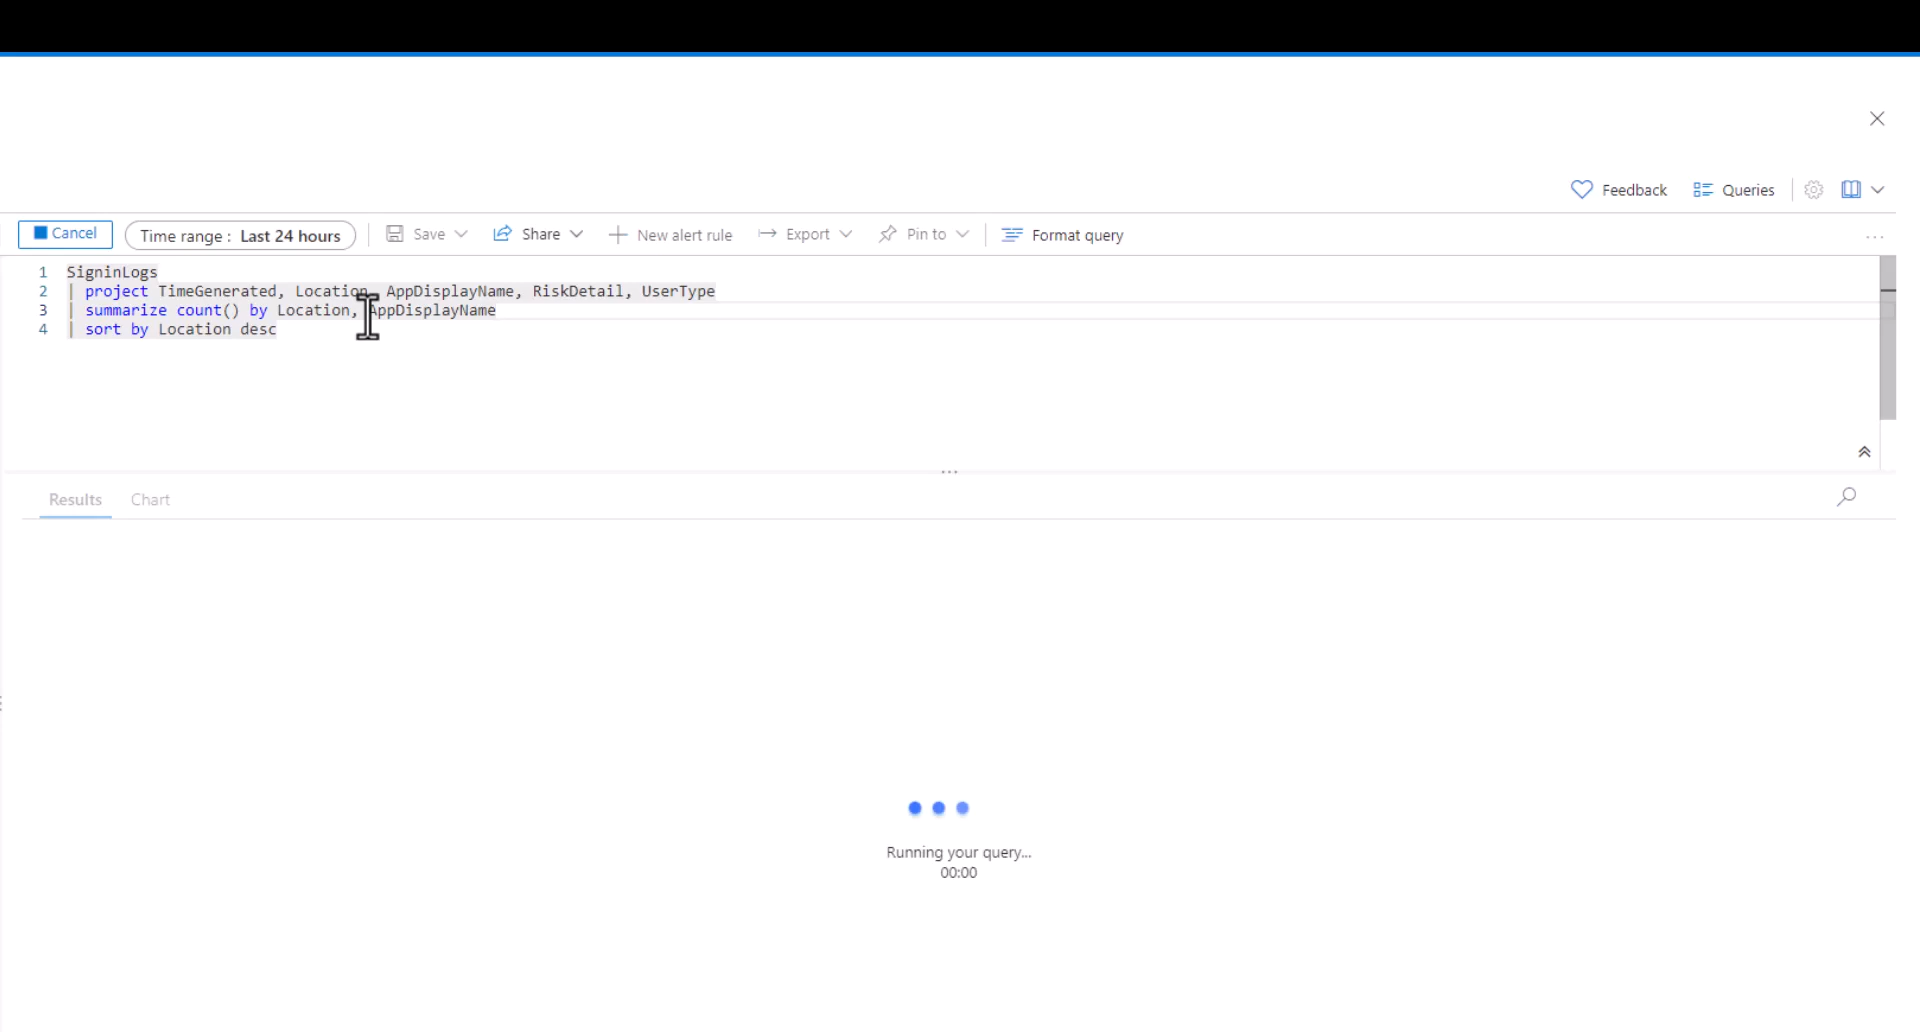 Feedback Queries
Cancel Time range : Last 24 hours Save Share New alert rule Export Pin to Format query ...
1 SigninLogs
2 | project TimeGenerated, Location, AppDisplayName, RiskDetail, UserType
3 | summarize count() by Location, AppDisplayName
4 | sort by Location desc
Results Chart
Running your query...
00:00